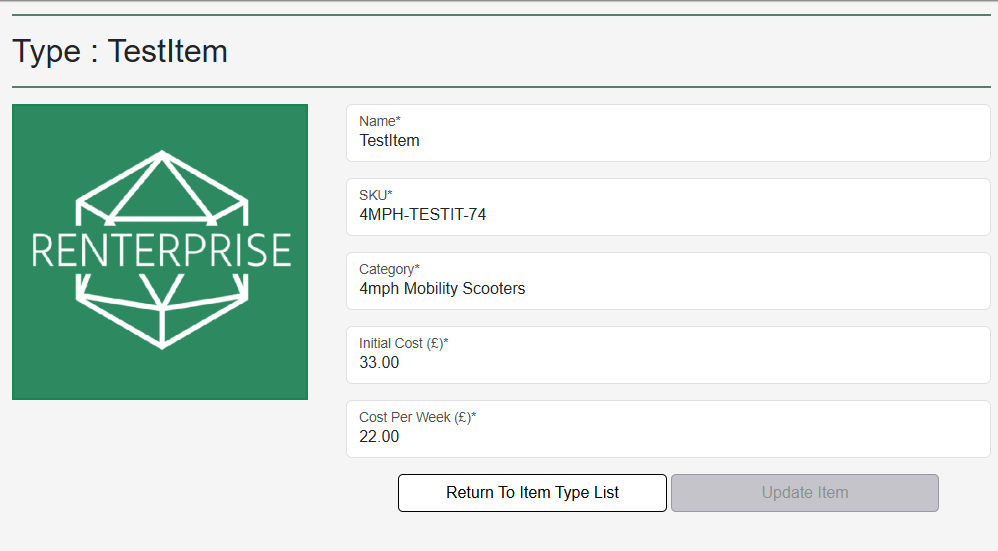 Type : TestItem
RENTERPRISE
Name*
TestItem
SKU*
4MPH-TESTIT-74
Category*
4mph Mobility Scooters
Initial Cost (£)*
33.00
Cost Per Week (£)*
22.00
Return To Item Type List
Update Item